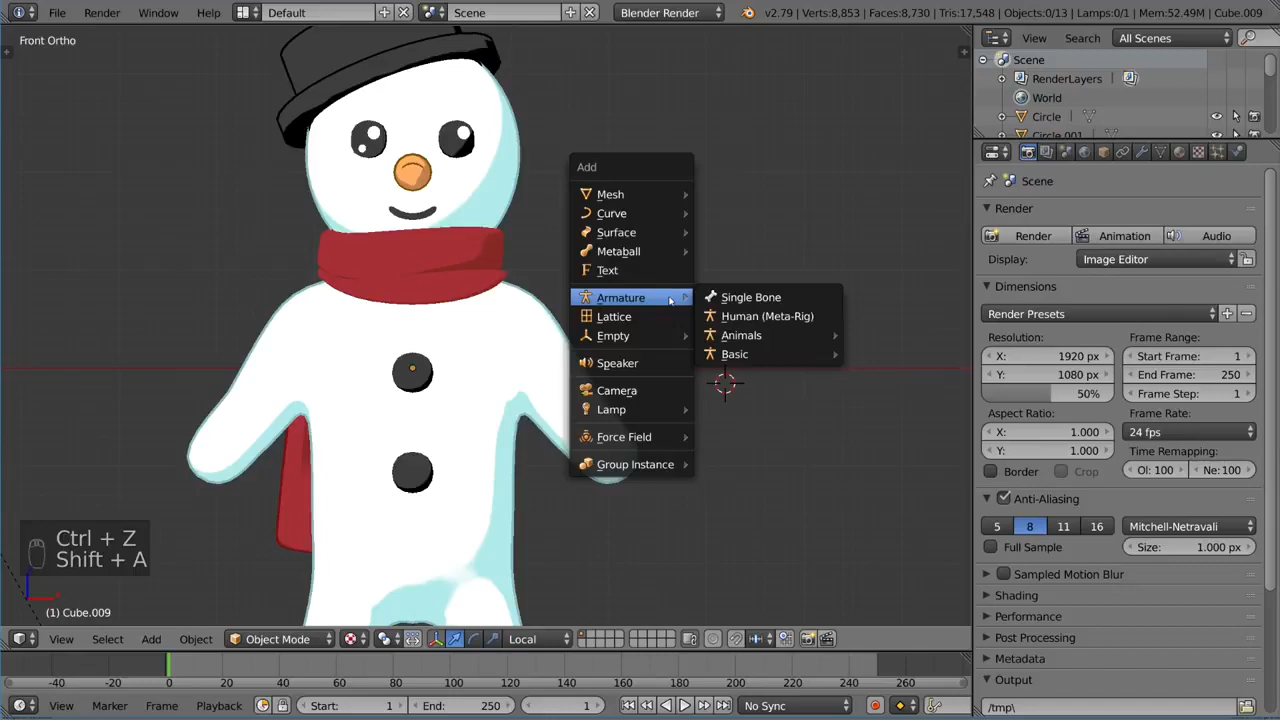 File Render Window Help Default Scene Blender Render v2.79 | Verts:8,853 | Faces:8,730 | Tris:17,548 | Objects:0/13 | Lamps:0/1 | Mem:52.49M | Cube.009
Front Ortho
View Search All Scenes
Scene
RenderLayers
World
Circle
Circle.001
Add
Mesh
Curve
Surface
Metaball
Text
Armature
Lattice
Empty
Speaker
Camera
Lamp
Force Field
Group Instance
Single Bone
Human (Meta-Rig)
Animals
Basic
Scene
Render
Render Animation Audio
Display: Image Editor
Dimensions
Render Presets
Resolution: Frame Range:
X: 1920 px Start Frame: 1
Y: 1080 px End Frame: 250
50% Frame Step: 1
Aspect Ratio: Frame Rate:
X: 1.000 24 fps
Y: 1.000 Time Remapping:
Border Crop Ol: 100 Ne: 100
Anti-Aliasing
5 8 11 16 Mitchell-Netravali
Full Sample Size: 1.000 px
Sampled Motion Blur
Shading
Performance
Post Processing
Metadata
Output
/tmp\
Ctrl + Z
Shift + A
(1) Cube.009
View Select Add Object Object Mode Local
-40 -20 0 20 40 60 80 100 120 140 160 180 200 220 240 260
View Marker Frame Playback Start: 1 End: 250 1 No Sync